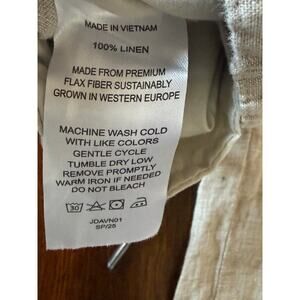 MADE IN VIETNAM
100% LINEN
MADE FROM PREMIUM
FLAX FIBER SUSTAINABLY
GROWN IN WESTERN EUROPE
MACHINE WASH COLD
WITH LIKE COLORS
GENTLE CYCLE
TUMBLE DRY LOW
REMOVE PROMPTLY
WARM IRON IF NEEDED
DO NOT BLEACH
30
JDAVN01
SP/25